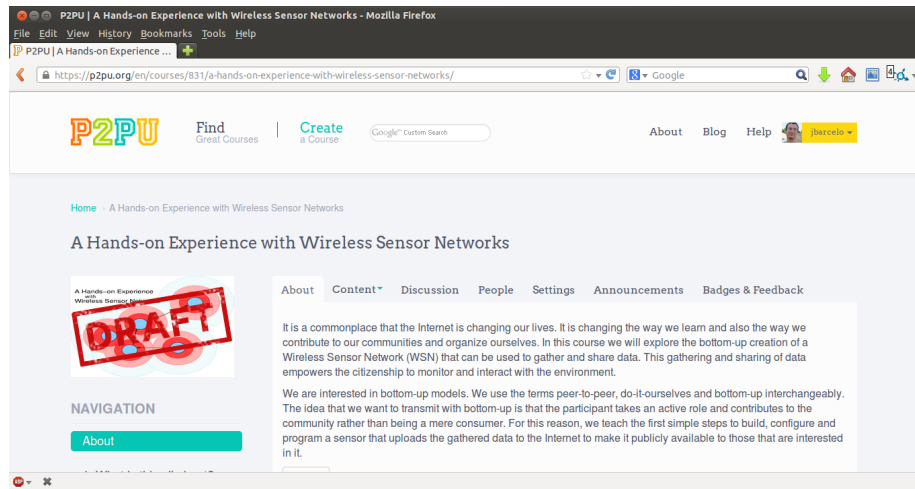 P2PU | A Hands-on Experience with Wireless Sensor Networks - Mozilla Firefox
File Edit View History Bookmarks Tools Help
P2PU | A Hands-on Experience ...
https://p2pu.org/en/courses/831/a-hands-on-experience-with-wireless-sensor-networks/
Google
4
P2PU
Find
Great Courses
Create
a Course
Google™ Custom Search
About Blog Help jbarcelo
Home › A Hands-on Experience with Wireless Sensor Networks
A Hands-on Experience with Wireless Sensor Networks
A Hands-on Experience
with
Wireless Sensor
DRAFT
About Content Discussion People Settings Announcements Badges & Feedback
It is a commonplace that the Internet is changing our lives. It is changing the way we learn and also the way we
contribute to our communities and organize ourselves. In this course we will explore the bottom-up creation of a
Wireless Sensor Network (WSN) that can be used to gather and share data. This gathering and sharing of data
empowers the citizenship to monitor and interact with the environment.
We are interested in bottom-up models. We use the terms peer-to-peer, do-it-ourselves and bottom-up interchangeably.
The idea that we want to transmit with bottom-up is that the participant takes an active role and contributes to the
community rather than being a mere consumer. For this reason, we teach the first simple steps to build, configure and
program a sensor that uploads the gathered data to the Internet to make it publicly available to those that are interested
in it.
NAVIGATION
About
ABP